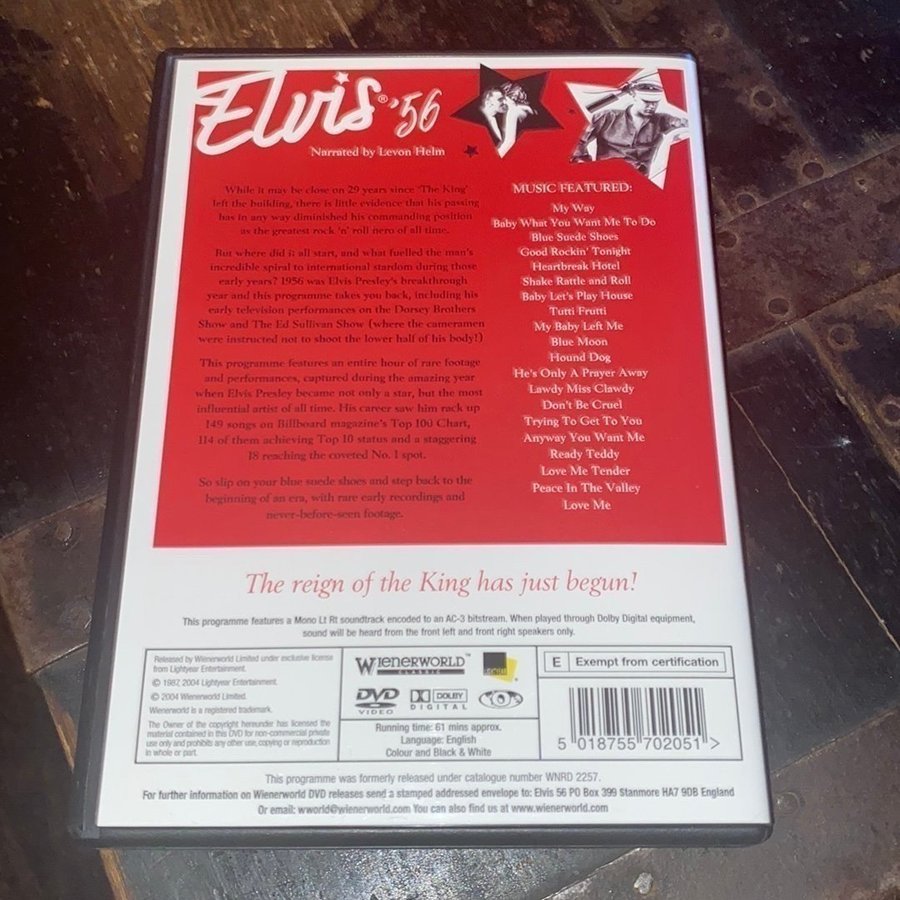 Elvis® '56
Narrated by Levon Helm
While it may be close on 29 years since 'The King'
left the building, there is little evidence that his passing
has in any way diminished his commanding position
as the greatest rock 'n' roll hero of all time.
But where did it all start, and what fuelled the man's
incredible spiral to international stardom during those
early years? 1956 was Elvis Presley's breakthrough
year and this programme takes you back, including his
early television performances on the Dorsey Brothers
Show and The Ed Sullivan Show (where the cameramen
were instructed not to shoot the lower half of his body!)
This programme features an entire hour of rare footage
and performances, captured during the amazing year
when Elvis Presley became not only a star, but the most
influential artist of all time. His career saw him rack up
149 songs on Billboard magazine's Top 100 Chart,
114 of them achieving Top 10 status and a staggering
18 reaching the coveted No. 1 spot.
So slip on your blue suede shoes and step back to the
beginning of an era, with rare early recordings and
never-before-seen footage.
MUSIC FEATURED:
My Way
Baby What You Want Me To Do
Blue Suede Shoes
Good Rockin' Tonight
Heartbreak Hotel
Shake Rattle and Roll
Baby Let's Play House
Tutti Frutti
My Baby Left Me
Blue Moon
Hound Dog
He's Only A Prayer Away
Lawdy Miss Clawdy
Don't Be Cruel
Trying To Get To You
Anyway You Want Me
Ready Teddy
Love Me Tender
Peace In The Valley
Love Me
The reign of the King has just begun!
This programme features a Mono Lt Rt soundtrack encoded to an AC-3 bitstream. When played through Dolby Digital equipment,
sound will be heard from the front left and front right speakers only.
Released by Wienerworld Limited under exclusive license
from Lightyear Entertainment.
© 1987, 2004 Lightyear Entertainment.
© 2004 Wienerworld Limited.
Wienerworld is a registered trademark.
The Owner of the copyright hereunder has licensed the
material contained in this DVD for non-commercial private
use only and prohibits any other use, copying or reproduction
in whole or part.
WIENERWORLD
CLASSIC
DVD
VIDEO
DOLBY
DIGITAL
Running time: 61 mins approx.
Language: English
Colour and Black & White
E Exempt from certification
5 018755 702051 >
This programme was formerly released under catalogue number WNRD 2257.
For further information on Wienerworld DVD releases send a stamped addressed envelope to: Elvis 56 PO Box 399 Stanmore HA7 9DB England
Or email: wworld@wienerworld.com You can also find us at www.wienerworld.com